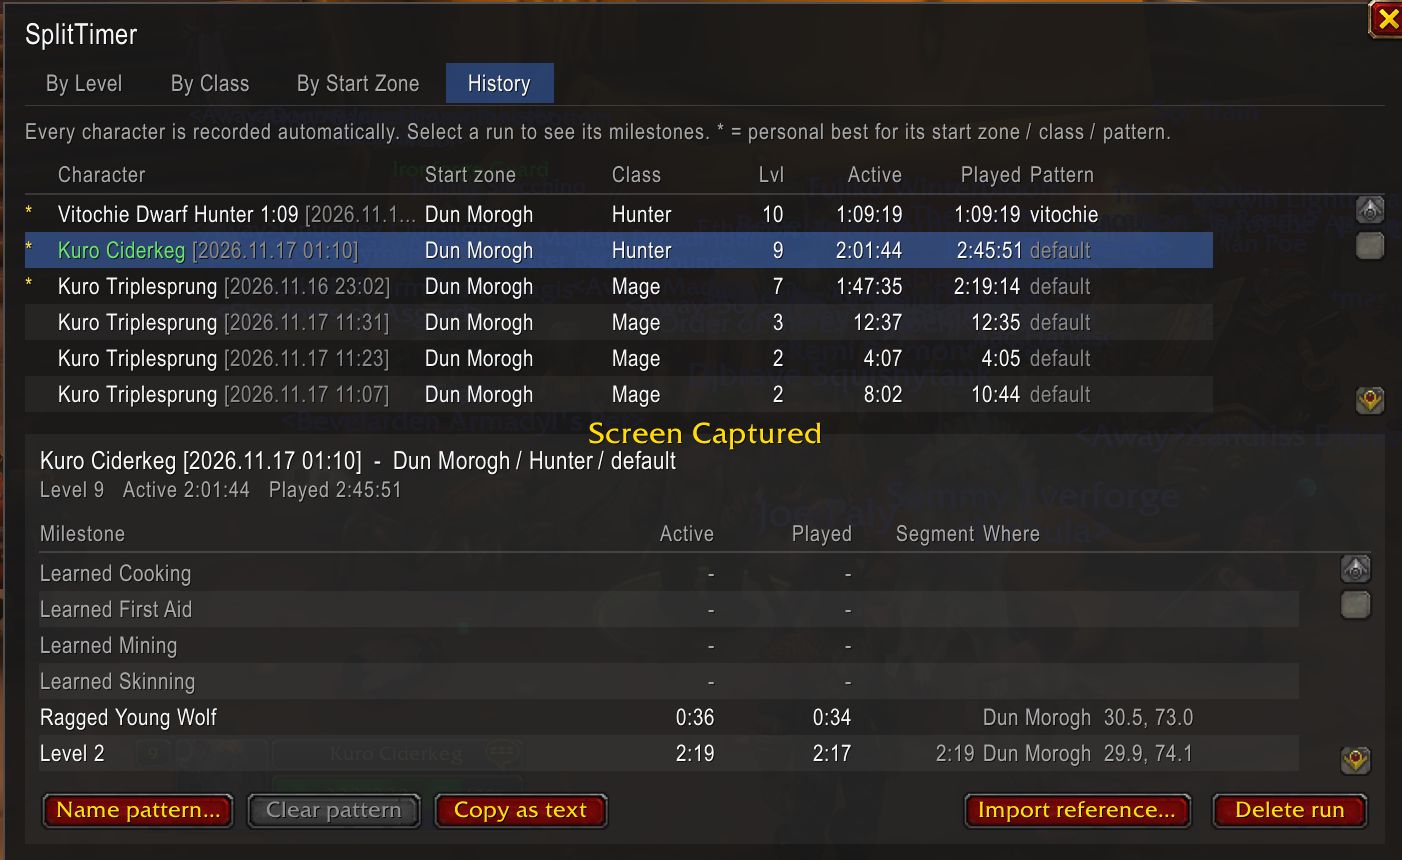 SplitTimer
By Level By Class By Start Zone History
Every character is recorded automatically. Select a run to see its milestones. * = personal best for its start zone / class / pattern.
Character Start zone Class Lvl Active Played Pattern
* Vitochie Dwarf Hunter 1:09 [2026.11.1... Dun Morogh Hunter 10 1:09:19 1:09:19 vitochie
* Kuro Ciderkeg [2026.11.17 01:10] Dun Morogh Hunter 9 2:01:44 2:45:51 default
* Kuro Triplesprung [2026.11.16 23:02] Dun Morogh Mage 7 1:47:35 2:19:14 default
Kuro Triplesprung [2026.11.17 11:31] Dun Morogh Mage 3 12:37 12:35 default
Kuro Triplesprung [2026.11.17 11:23] Dun Morogh Mage 2 4:07 4:05 default
Kuro Triplesprung [2026.11.17 11:07] Dun Morogh Mage 2 8:02 10:44 default
Screen Captured
Kuro Ciderkeg [2026.11.17 01:10] - Dun Morogh / Hunter / default
Level 9 Active 2:01:44 Played 2:45:51
Milestone Active Played Segment Where
Learned Cooking - -
Learned First Aid - -
Learned Mining - -
Learned Skinning - -
Ragged Young Wolf 0:36 0:34 Dun Morogh 30.5, 73.0
Level 2 2:19 2:17 2:19 Dun Morogh 29.9, 74.1
9 Kuro Ciderkeg
Name pattern... Clear pattern Copy as text Import reference... Delete run